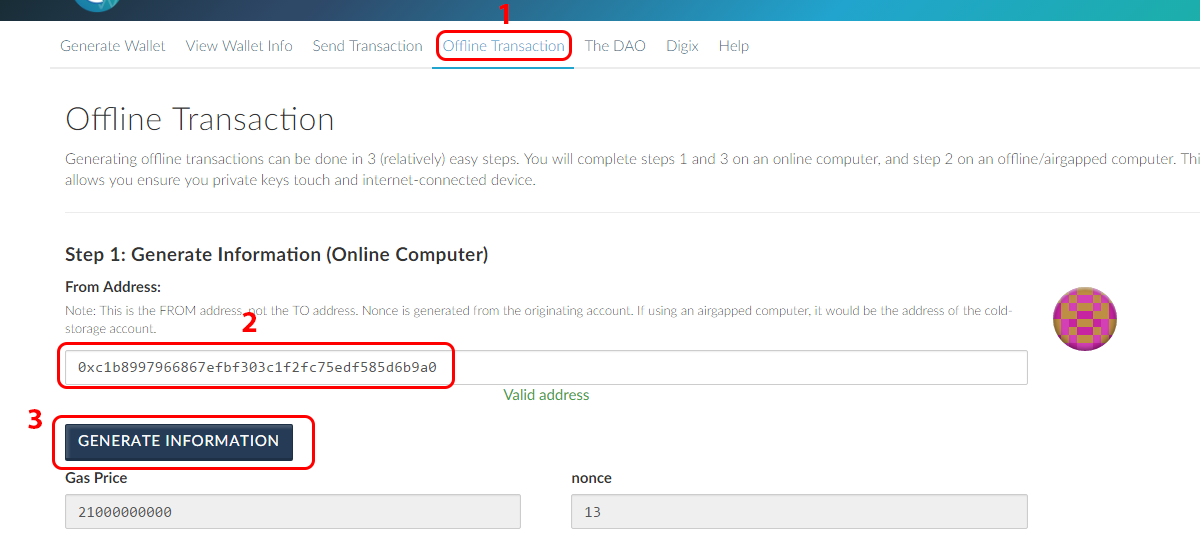 1
Generate Wallet View Wallet Info Send Transaction Offline Transaction The DAO Digix Help
Offline Transaction
Generating offline transactions can be done in 3 (relatively) easy steps. You will complete steps 1 and 3 on an online computer, and step 2 on an offline/airgapped computer. Thi
allows you ensure you private keys touch and internet-connected device.
Step 1: Generate Information (Online Computer)
From Address:
Note: This is the FROM address, not the TO address. Nonce is generated from the originating account. If using an airgapped computer, it would be the address of the cold-
storage account.
2
0xc1b8997966867efbf303c1f2fc75edf585d6b9a0
Valid address
3
GENERATE INFORMATION
Gas Price nonce
21000000000 13